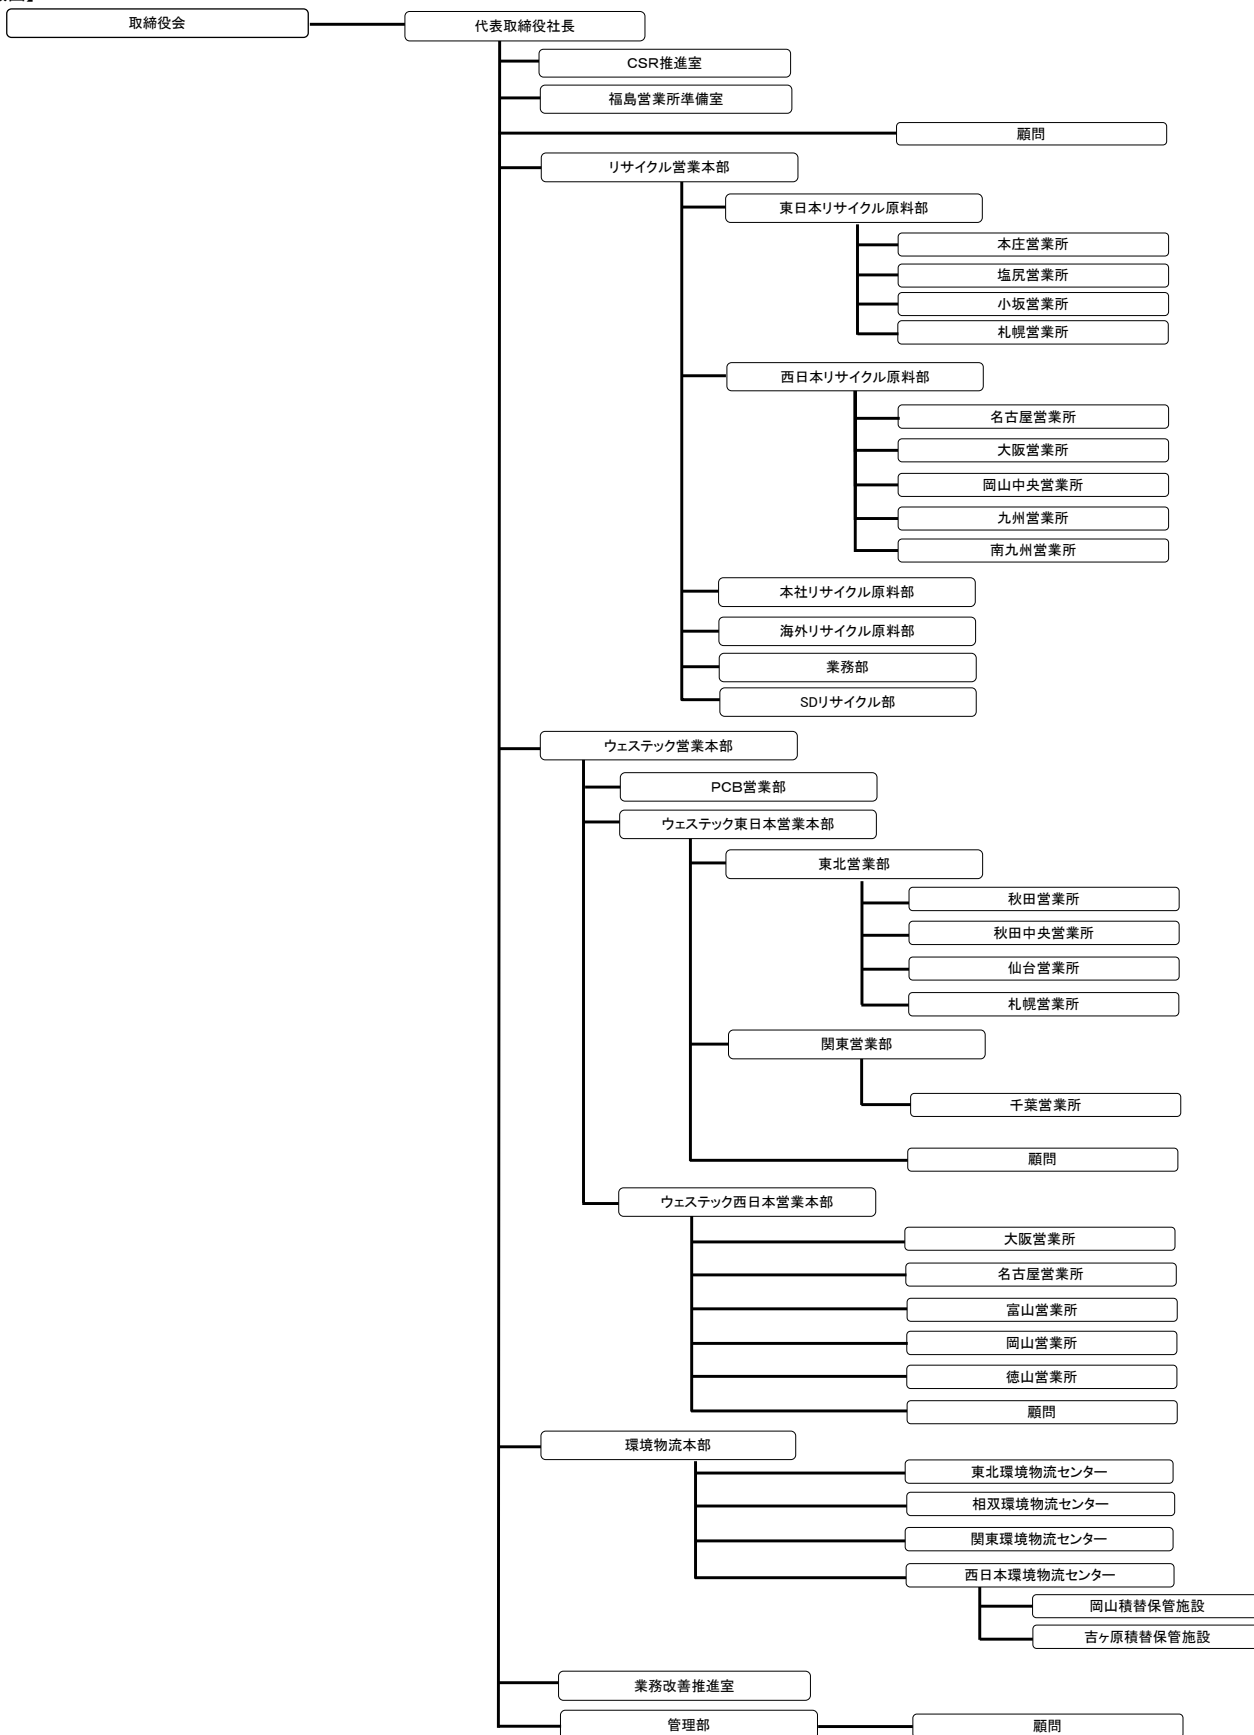 取締役会
代表取締役社長
CSR推進室
福島営業所準備室
顧問
リサイクル営業本部
東日本リサイクル原料部
本庄営業所
塩尻営業所
小坂営業所
札幌営業所
西日本リサイクル原料部
名古屋営業所
大阪営業所
岡山中央営業所
九州営業所
南九州営業所
本社リサイクル原料部
海外リサイクル原料部
業務部
SDリサイクル部
ウェステック営業本部
PCB営業部
ウェステック東日本営業本部
東北営業部
秋田営業所
秋田中央営業所
仙台営業所
札幌営業所
関東営業部
千葉営業所
顧問
ウェステック西日本営業本部
大阪営業所
名古屋営業所
富山営業所
岡山営業所
徳山営業所
顧問
環境物流本部
東北環境物流センター
相双環境物流センター
関東環境物流センター
西日本環境物流センター
岡山積替保管施設
吉ヶ原積替保管施設
業務改善推進室
管理部
顧問